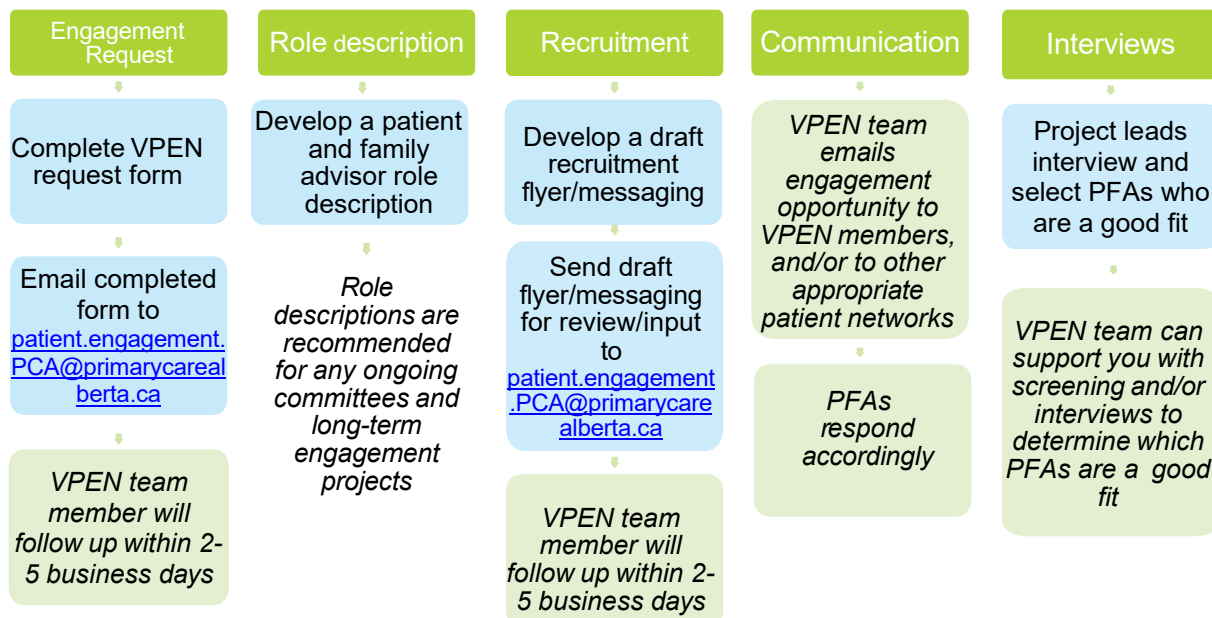 Engagement
Request
Complete VPEN
request form
Email completed
form to
patient.engagement.
PCA@primarycareal
berta.ca
VPEN team
member will
follow up within 2-
5 business days
Role description
Develop a patient
and family
advisor role
description
Role
descriptions are
recommended
for any ongoing
committees and
long-term
engagement
projects
Recruitment
Develop a draft
recruitment
flyer/messaging
Send draft
flyer/messaging
for review/input
to
patient.engagement
.PCA@primarycare
alberta.ca
VPEN team
member will
follow up within 2-
5 business days
Communication
VPEN team
emails
engagement
opportunity to
VPEN members,
and/or to other
appropriate
patient networks
PFAs
respond
accordingly
Interviews
Project leads
interview and
select PFAs who
are a good fit
VPEN team can
support you with
screening and/or
interviews to
determine which
PFAs are a good
fit